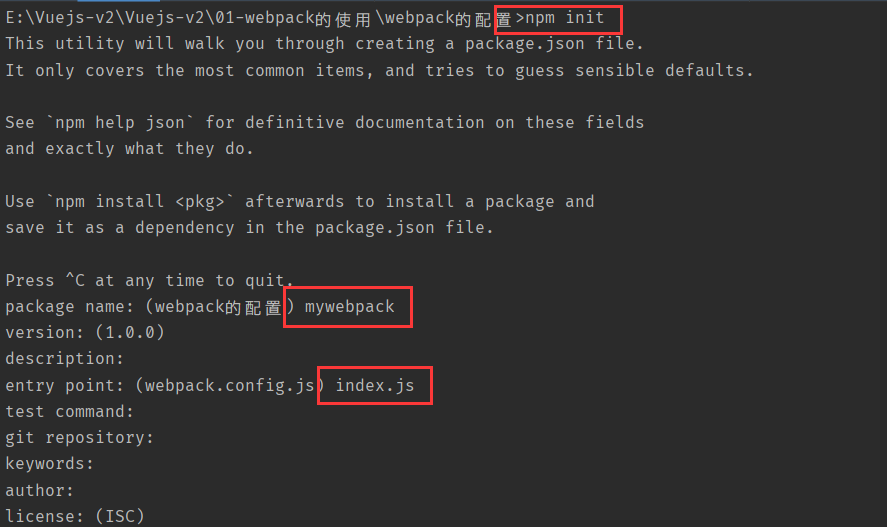 E:\Vuejs-v2\Vuejs-v2\01-webpack的使用\webpack的配置>npm init
This utility will walk you through creating a package.json file.
It only covers the most common items, and tries to guess sensible defaults.
See `npm help json` for definitive documentation on these fields
and exactly what they do.
Use `npm install <pkg>` afterwards to install a package and
save it as a dependency in the package.json file.
Press ^C at any time to quit.
package name: (webpack的配置) mywebpack
version: (1.0.0)
description:
entry point: (webpack.config.js) index.js
test command:
git repository:
keywords:
author:
license: (ISC)